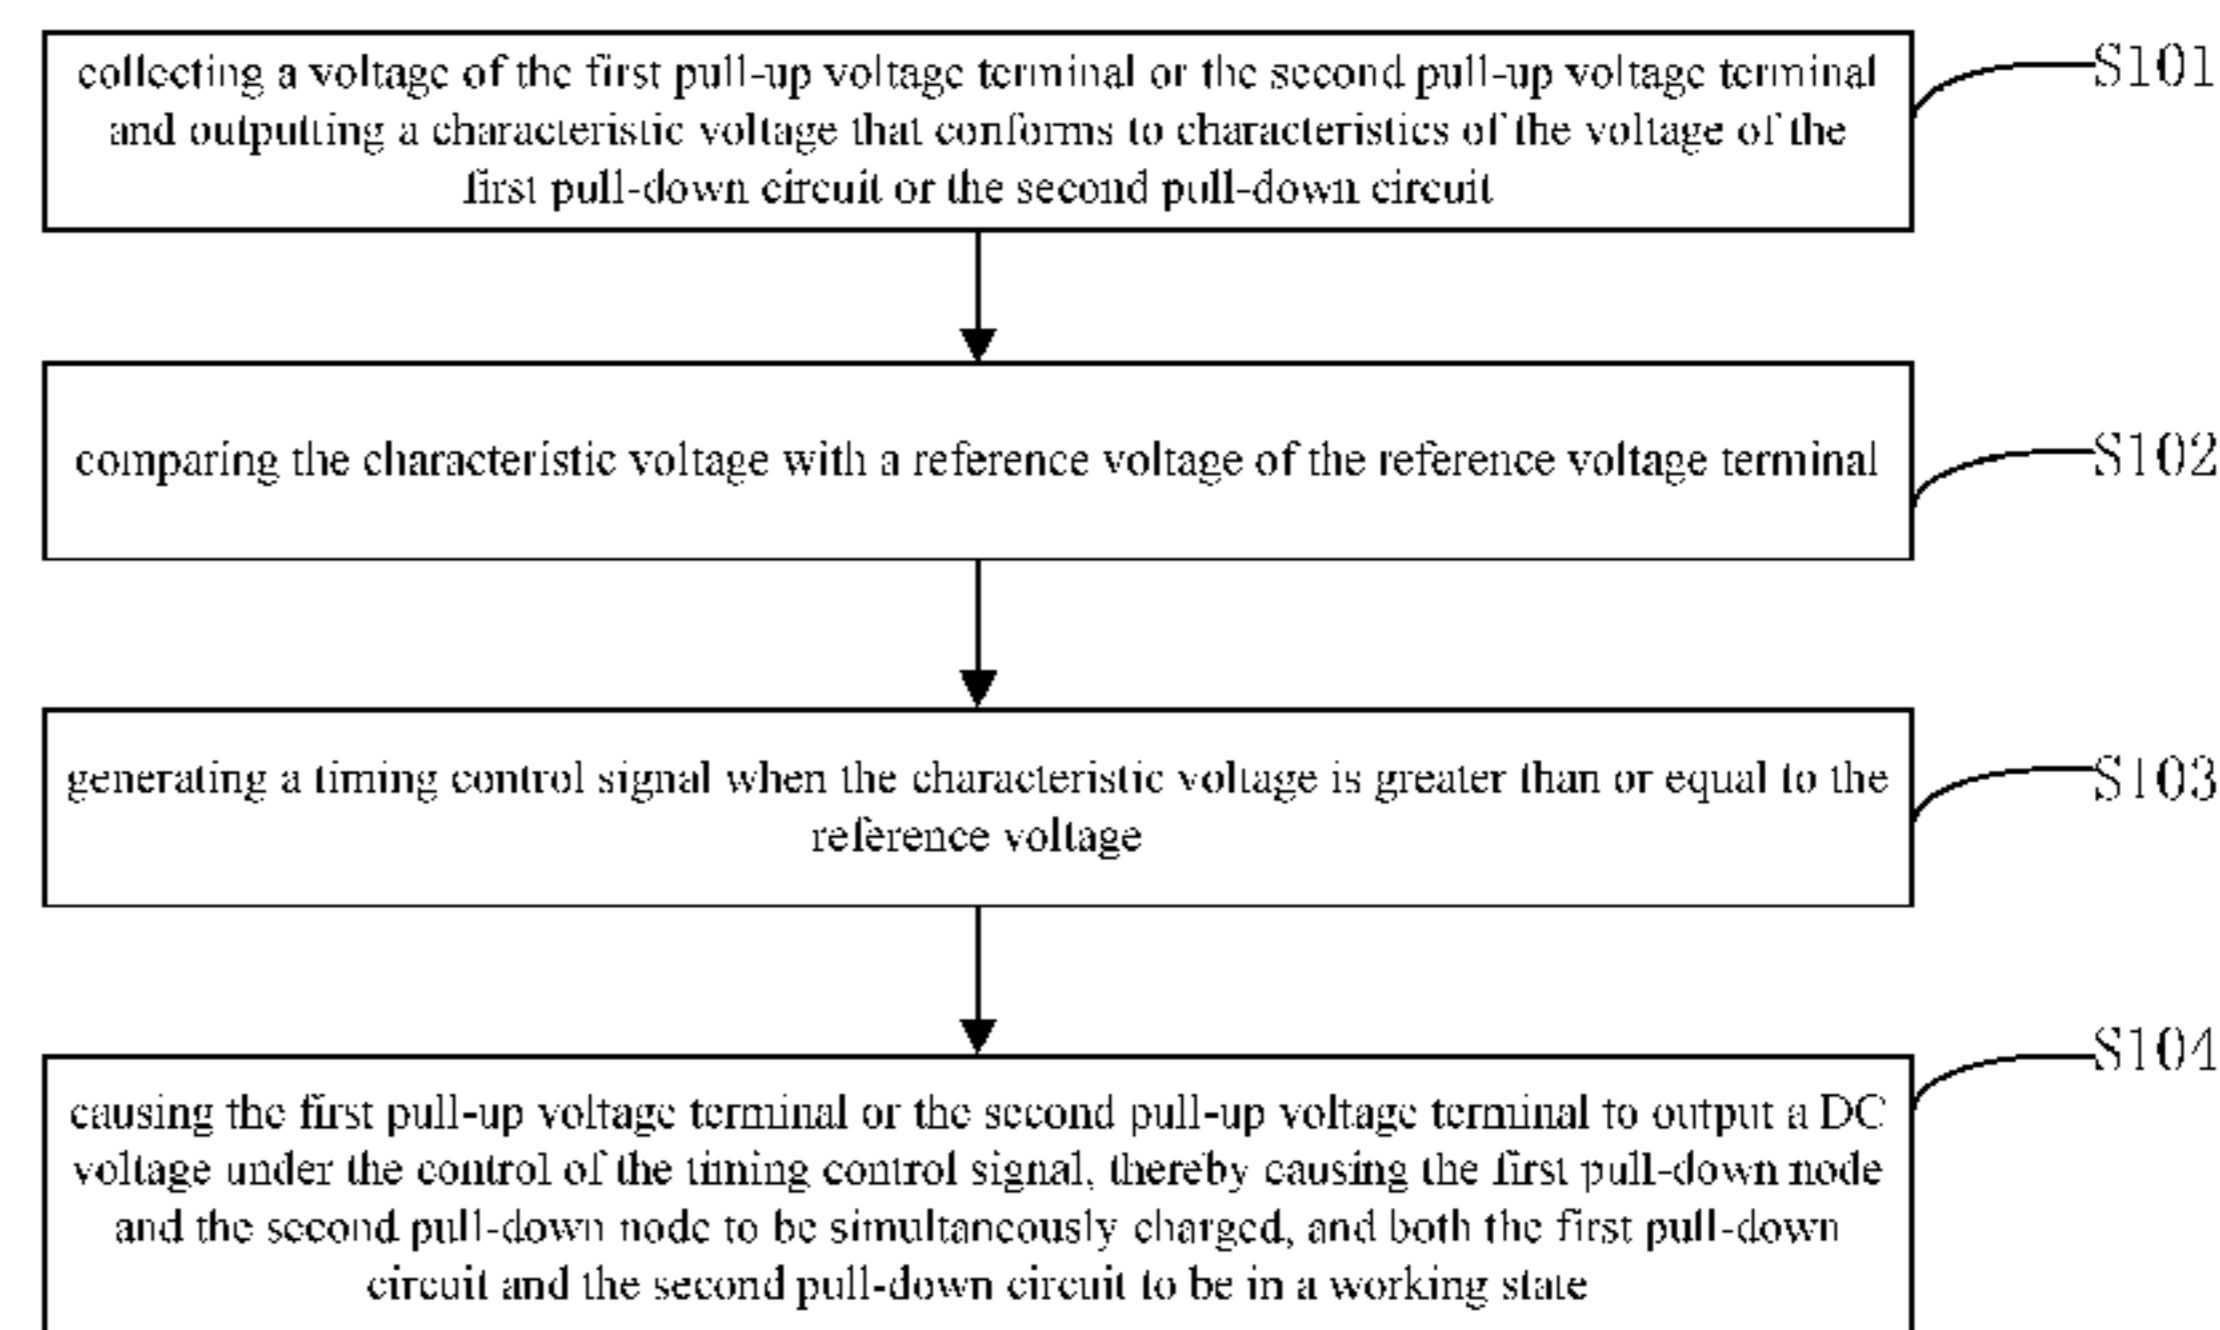 collecting a voltage of the first pull-up voltage terminal or the second pull-up voltage terminal
and outputting a characteristic voltage that conforms to characteristics of the voltage of the
first pull-down circuit or the second pull-down circuit
S101
comparing the characteristic voltage with a reference voltage of the reference voltage terminal
S102
generating a timing control signal when the characteristic voltage is greater than or equal to the
reference voltage
S103
causing the first pull-up voltage terminal or the second pull-up voltage terminal to output a DC
voltage under the control of the timing control signal, thereby causing the first pull-down node
and the second pull-down node to be simultaneously charged, and both the first pull-down
circuit and the second pull-down circuit to be in a working state
S104